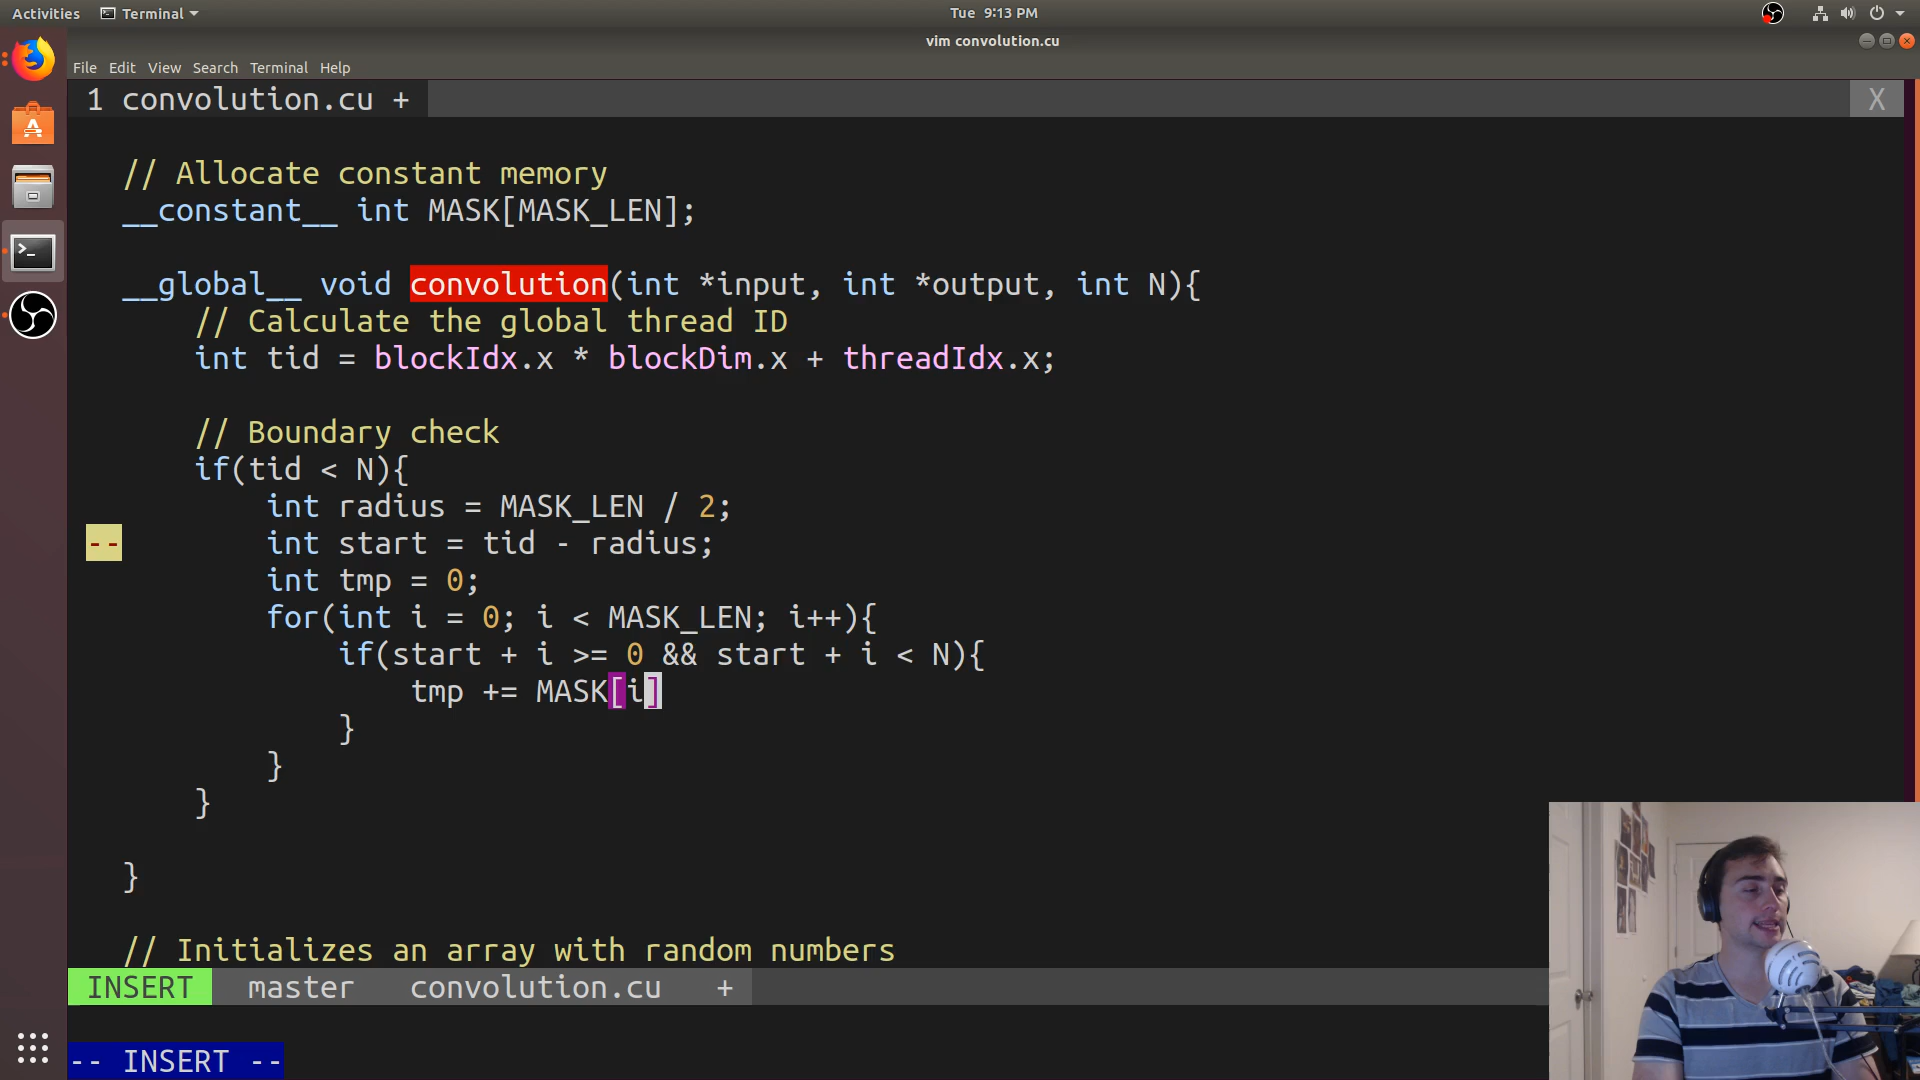 Activities Terminal Tue 9:13 PM
vim convolution.cu
File Edit View Search Terminal Help
1 convolution.cu + X
// Allocate constant memory
__constant__ int MASK[MASK_LEN];
__global__ void convolution(int *input, int *output, int N){
// Calculate the global thread ID
int tid = blockIdx.x * blockDim.x + threadIdx.x;
// Boundary check
if(tid < N){
int radius = MASK_LEN / 2;
-- int start = tid - radius;
int tmp = 0;
for(int i = 0; i < MASK_LEN; i++){
if(start + i >= 0 && start + i < N){
tmp += MASK[i]
}
}
}
}
// Initializes an array with random numbers
INSERT master convolution.cu +
-- INSERT --